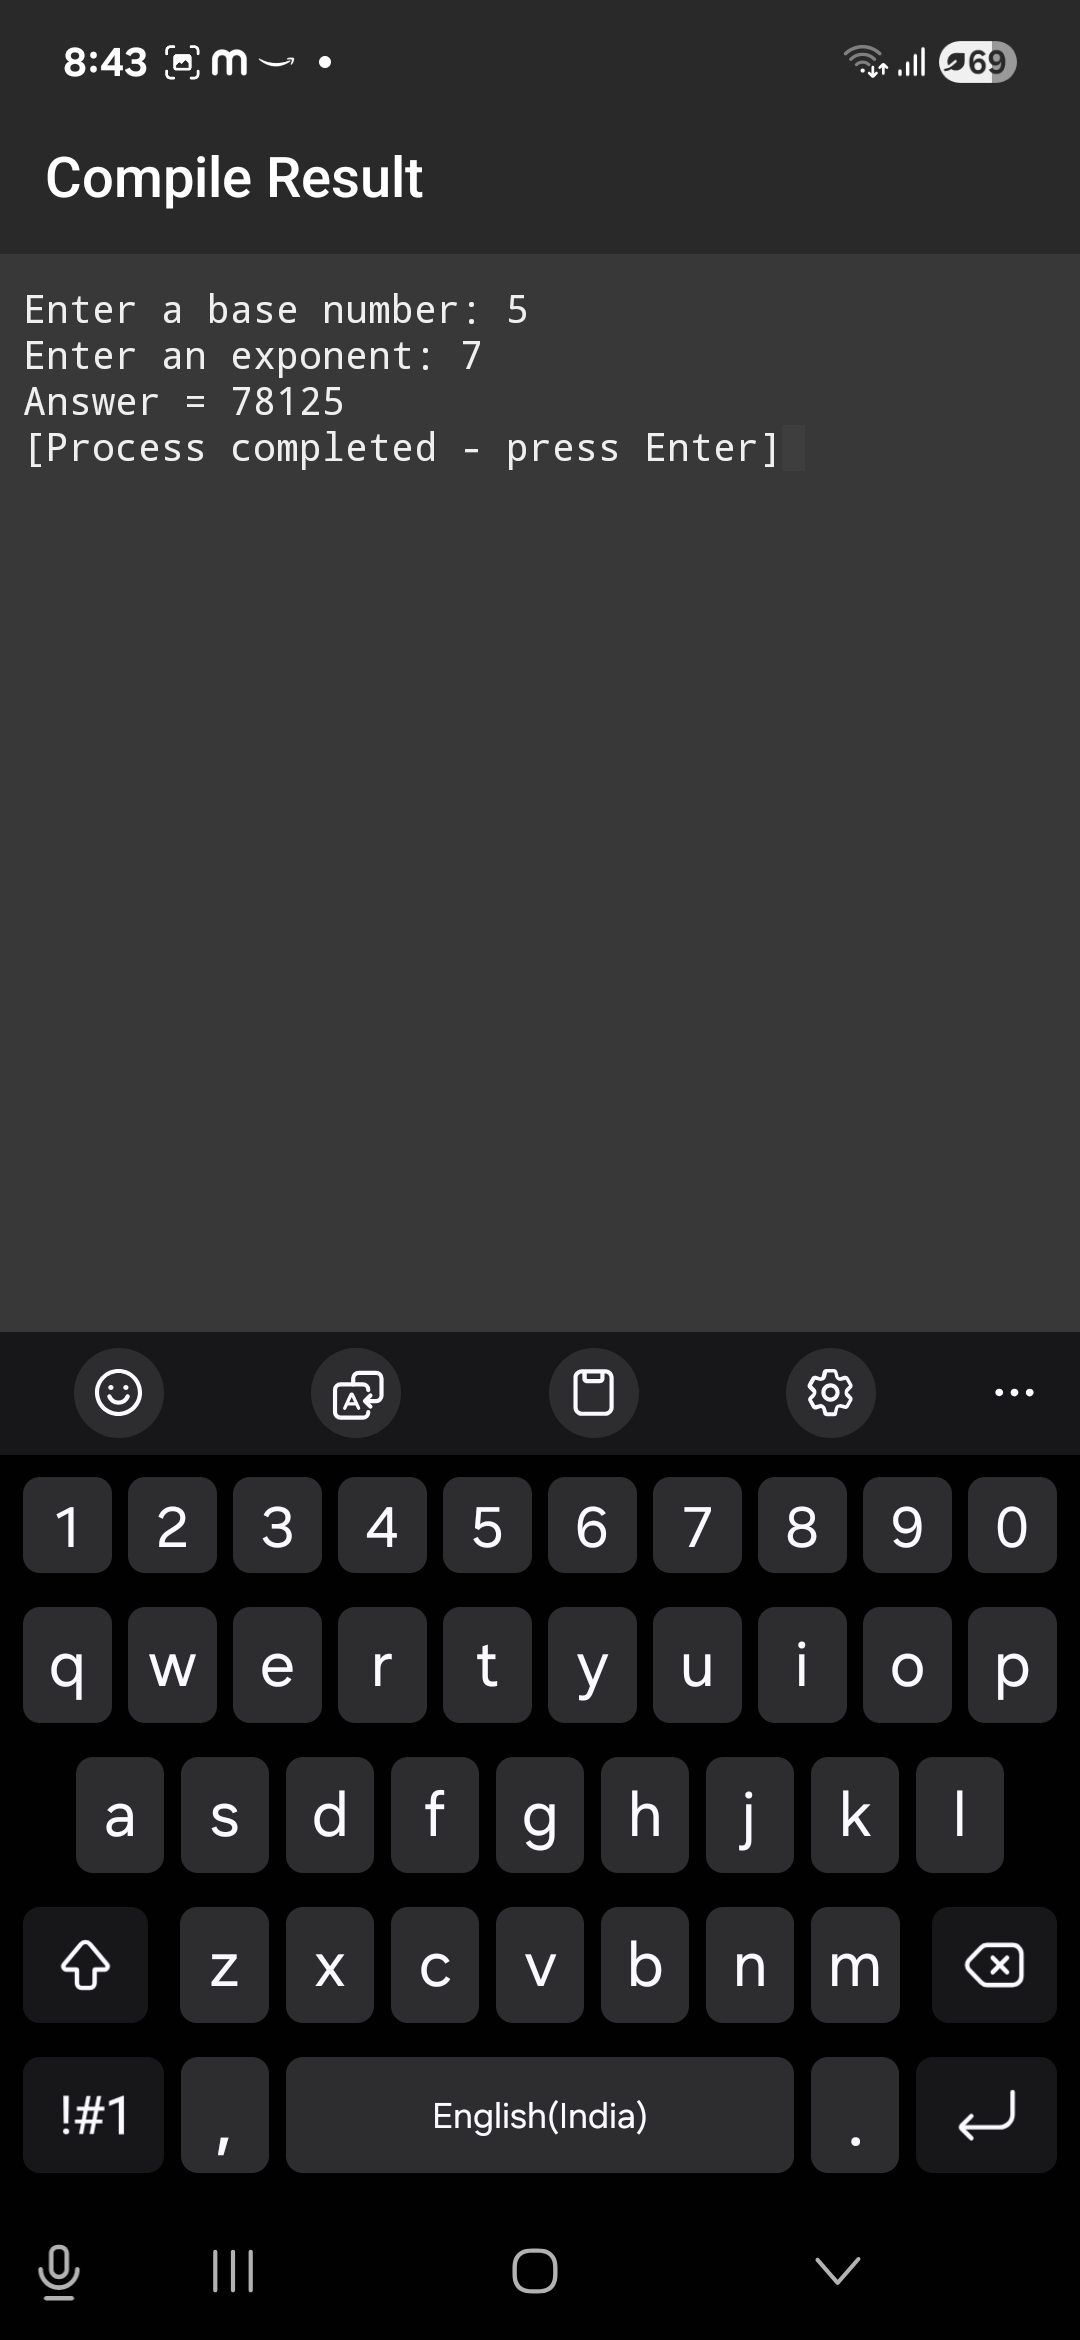 8:43
69
Compile Result
Enter a base number: 5
Enter an exponent: 7
Answer = 78125
[Process completed - press Enter]
1 2 3 4 5 6 7 8 9 0
q w e r t y u i o p
a s d f g h j k l
z x c v b n m
!#1 , English(India) .